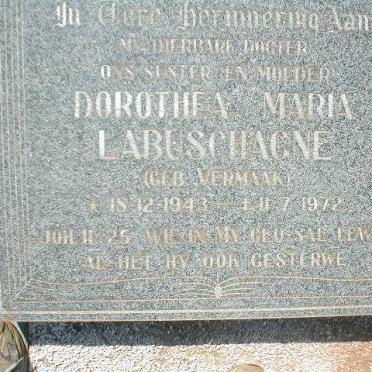 In Tere Herinnering Aan
MY DIERBARE DOGTER
ONS SUSTER EN MOEDER
DOROTHEA MARIA
LABUSCHAGNE
(GEB VERMAAK)
* 18-12-1943 – † 11-7-1972
JOH. 11:25 WIE IN MY GLO SAL LEWE
AL HET HY OOK GESTERWE